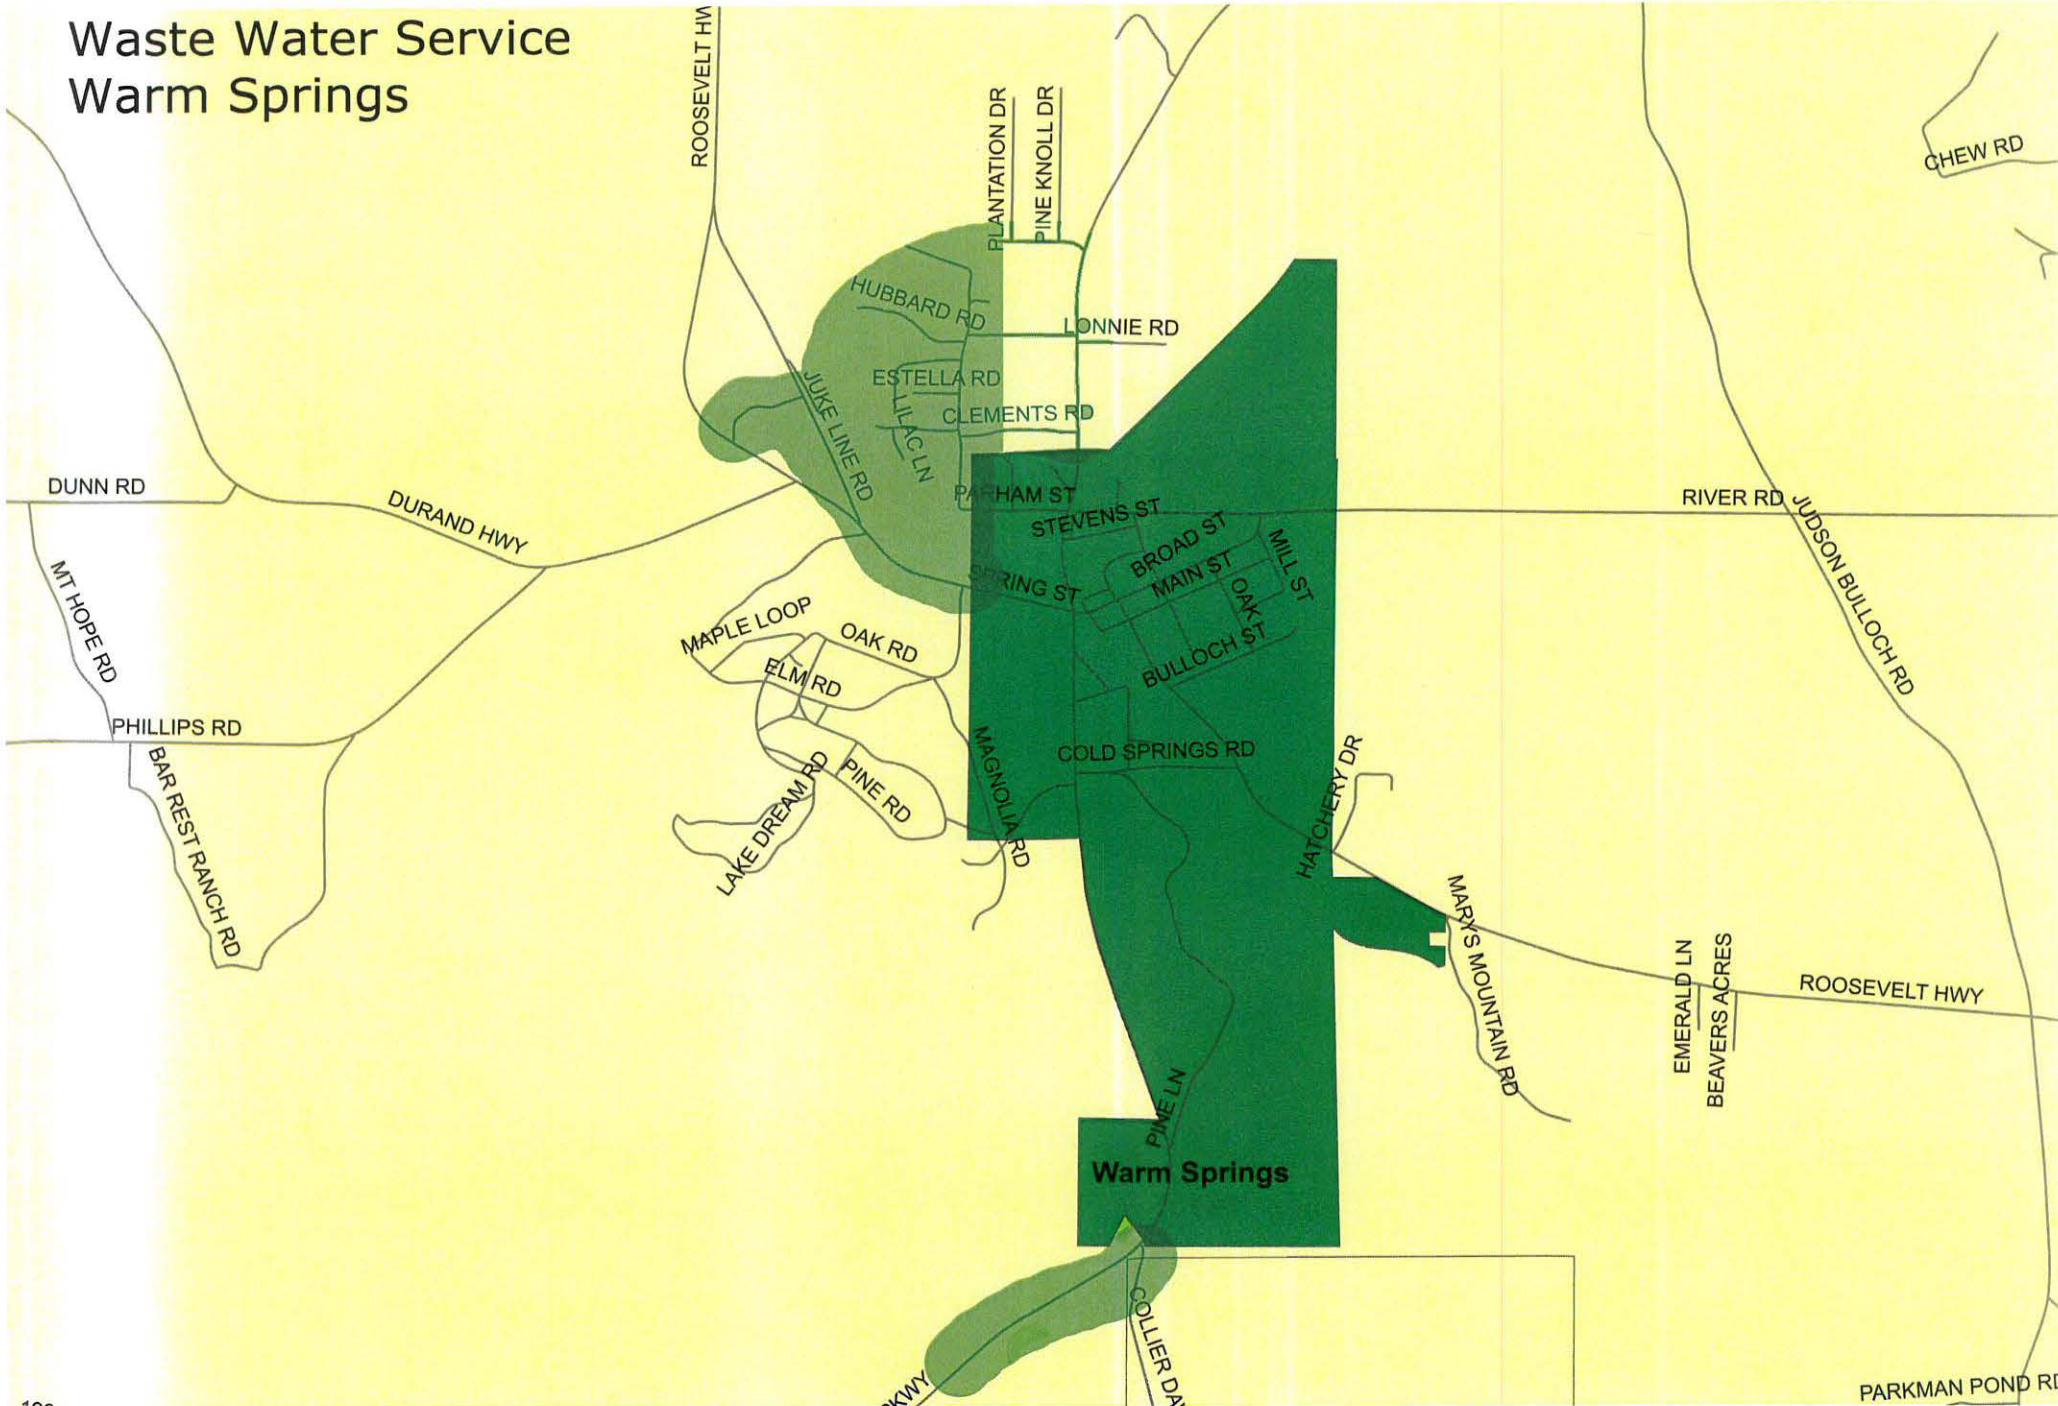 Waste Water Service
Warm Springs
ROOSEVELT HW
PLANTATION DR
PINE KNOLL DR
CHEW RD
HUBBARD RD
LONNIE RD
ESTELLA RD
JUKE LINE RD
LILAC LN
CLEMENTS RD
DUNN RD
DURAND HWY
PARHAM ST
STEVENS ST
BROAD ST
MAIN ST
MILL ST
OAK
BULLOCH ST
SPRING ST
RIVER RD
JUDSON BULLOCH RD
MT HOPE RD
MAPLE LOOP
OAK RD
ELM RD
PHILLIPS RD
BAR REST RANCH RD
LAKE DREAM RD
PINE RD
MAGNOLIA RD
COLD SPRINGS RD
HATCHERY DR
MARYS MOUNTAIN RD
EMERALD LN
BEAVERS ACRES
ROOSEVELT HWY
PINE LN
Warm Springs
COLLIER DA
KWY
PARKMAN POND RD